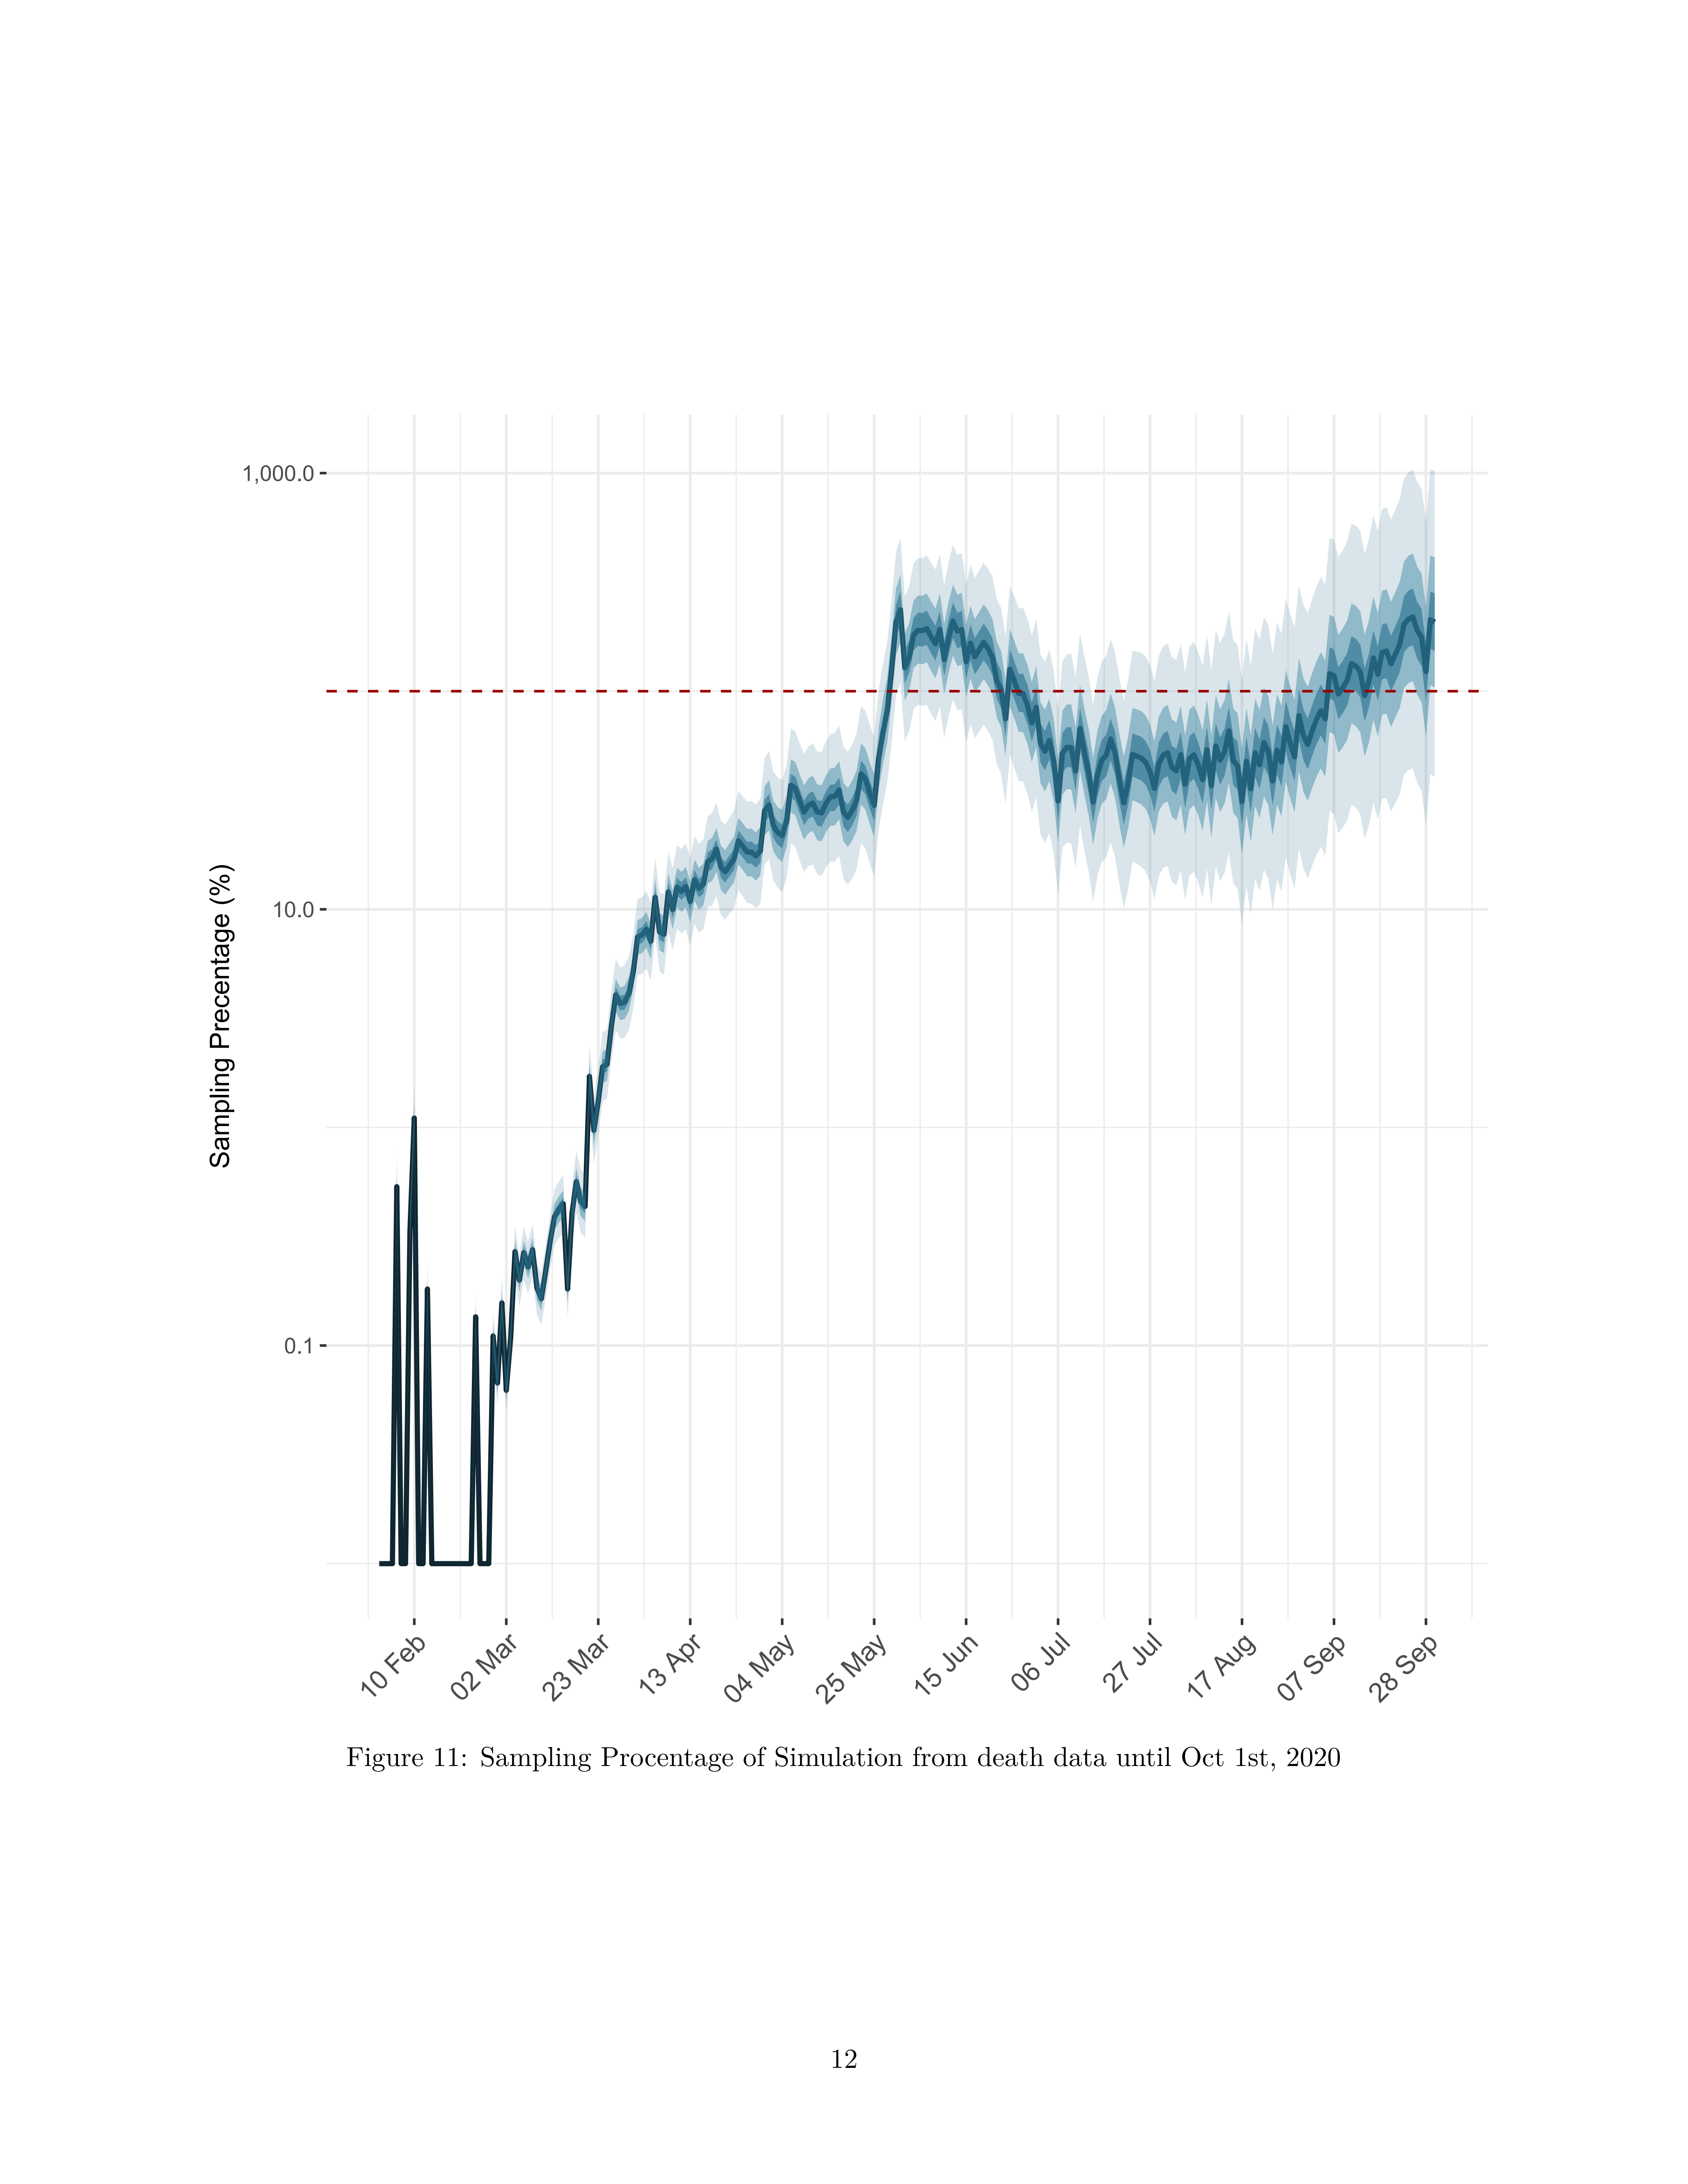 1,000.0
10.0
0.1
Sampling Precentage (%)
10 Feb
02 Mar
23 Mar
13 Apr
04 May
25 May
15 Jun
06 Jul
27 Jul
17 Aug
07 Sep
28 Sep
Figure 11: Sampling Procentage of Simulation from death data until Oct 1st, 2020
12